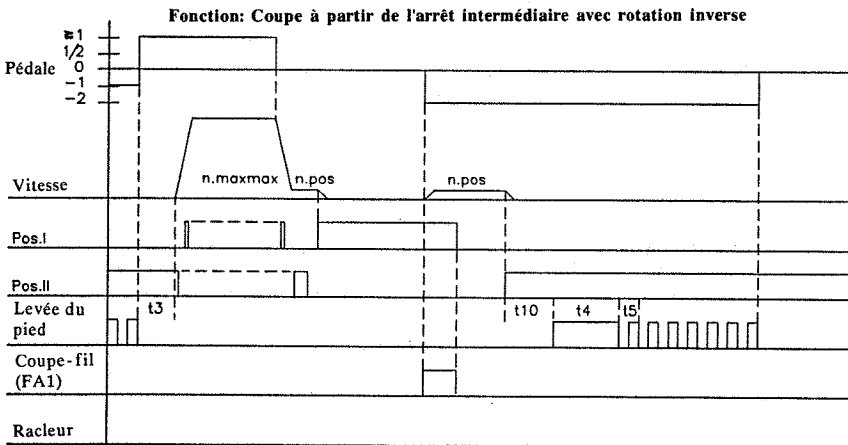 Fonction: Coupe à partir de l'arrêt intermédiaire avec rotation inverse
≥1
1/2
Pédale 0
-1
-2
n.maxmax n.pos n.pos
Vitesse
Pos.I
Pos.II
Levée du pied t3 t10 t4 t5
Coupe-fil
(FA1)
Racleur